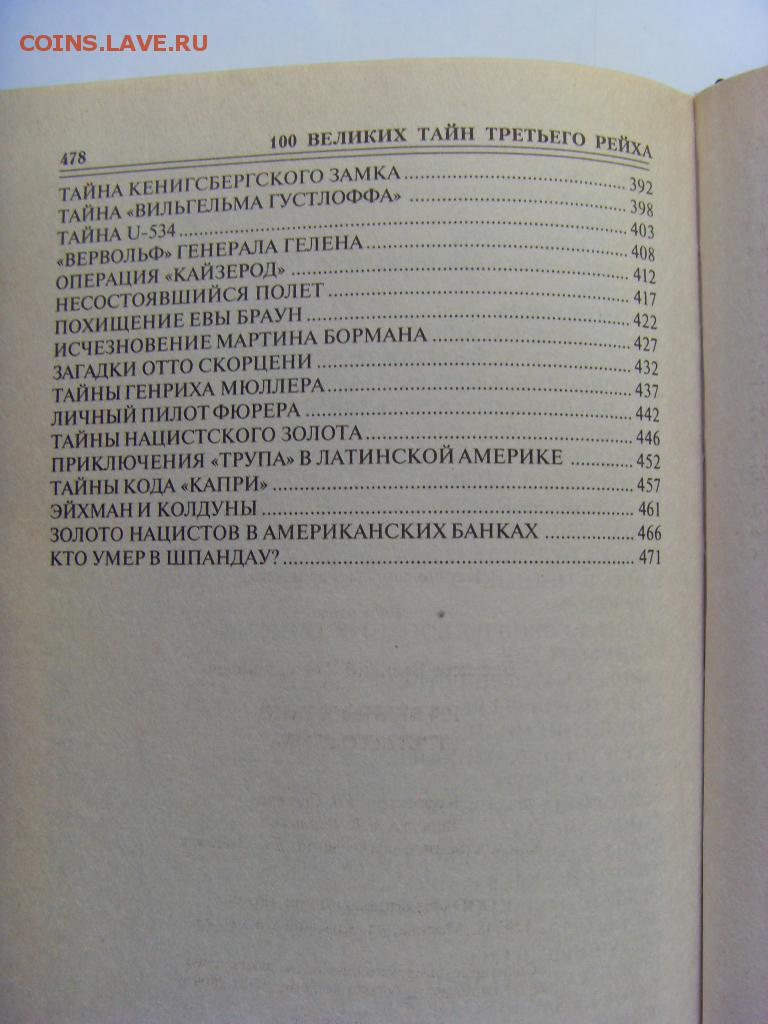 COINS.LAVE.RU
478 100 ВЕЛИКИХ ТАЙН ТРЕТЬЕГО РЕЙХА
ТАЙНА КЕНИГСБЕРГСКОГО ЗАМКА 392
ТАЙНА «ВИЛЬГЕЛЬМА ГУСТЛОФФА» 398
ТАЙНА U-534 403
«ВЕРВОЛЬФ» ГЕНЕРАЛА ГЕЛЕНА 408
ОПЕРАЦИЯ «КАЙЗЕРОД» 412
НЕСОСТОЯВШИЙСЯ ПОЛЕТ 417
ПОХИЩЕНИЕ ЕВЫ БРАУН 422
ИСЧЕЗНОВЕНИЕ МАРТИНА БОРМАНА 427
ЗАГАДКИ ОТТО СКОРЦЕНИ 432
ТАЙНЫ ГЕНРИХА МЮЛЛЕРА 437
ЛИЧНЫЙ ПИЛОТ ФЮРЕРА 442
ТАЙНЫ НАЦИСТСКОГО ЗОЛОТА 446
ПРИКЛЮЧЕНИЯ «ТРУПА» В ЛАТИНСКОЙ АМЕРИКЕ 452
ТАЙНЫ КОДА «КАПРИ» 457
ЭЙХМАН И КОЛДУНЫ 461
ЗОЛОТО НАЦИСТОВ В АМЕРИКАНСКИХ БАНКАХ 466
КТО УМЕР В ШПАНДАУ? 471